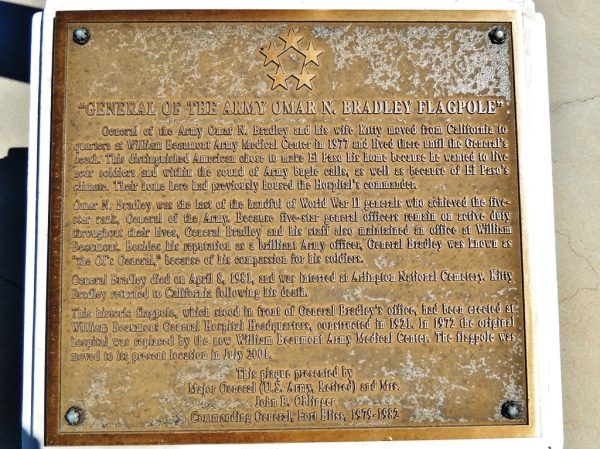 "GENERAL OF THE ARMY OMAR N. BRADLEY FLAGPOLE"
General of the Army Omar N. Bradley and his wife Kitty moved from California to
quarters at William Beaumont Army Medical Center in 1977 and lived there until the General's
death. This distinguished American chose to make El Paso his home because he wanted to live
near soldiers and within the sound of Army bugle calls, as well as because of El Paso's
climate. Their home here had previously housed the Hospital's commander.
Omar N. Bradley was the last of the handful of World War II generals who achieved the five-
star rank, General of the Army. Because five-star general officers remain on active duty
throughout their lives, General Bradley and his staff also maintained an office at William
Beaumont. Besides his reputation as a brilliant Army officer, General Bradley was known as
"the GI's General," because of his compassion for his soldiers.
General Bradley died on April 8, 1981, and was interred at Arlington National Cemetery. Kitty
Bradley returned to California following his death.
This historic flagpole, which stood in front of General Bradley's office, had been erected at
William Beaumont General Hospital Headquarters, constructed in 1921. In 1972 the original
hospital was replaced by the new William Beaumont Army Medical Center. The flagpole was
moved to its present location in July 2001.
This plaque presented by
Major General (U.S. Army, Retired) and Mrs.
John B. Oblinger
Commanding General, Fort Bliss, 1979-1982